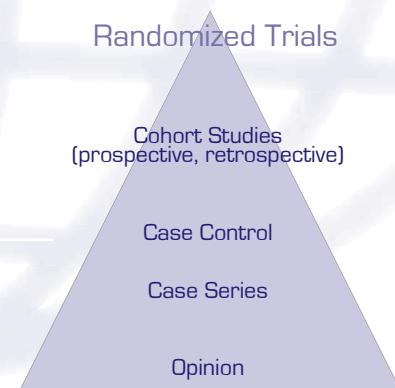 Randomized Trials
Cohort Studies
(prospective, retrospective)
Case Control
Case Series
Opinion